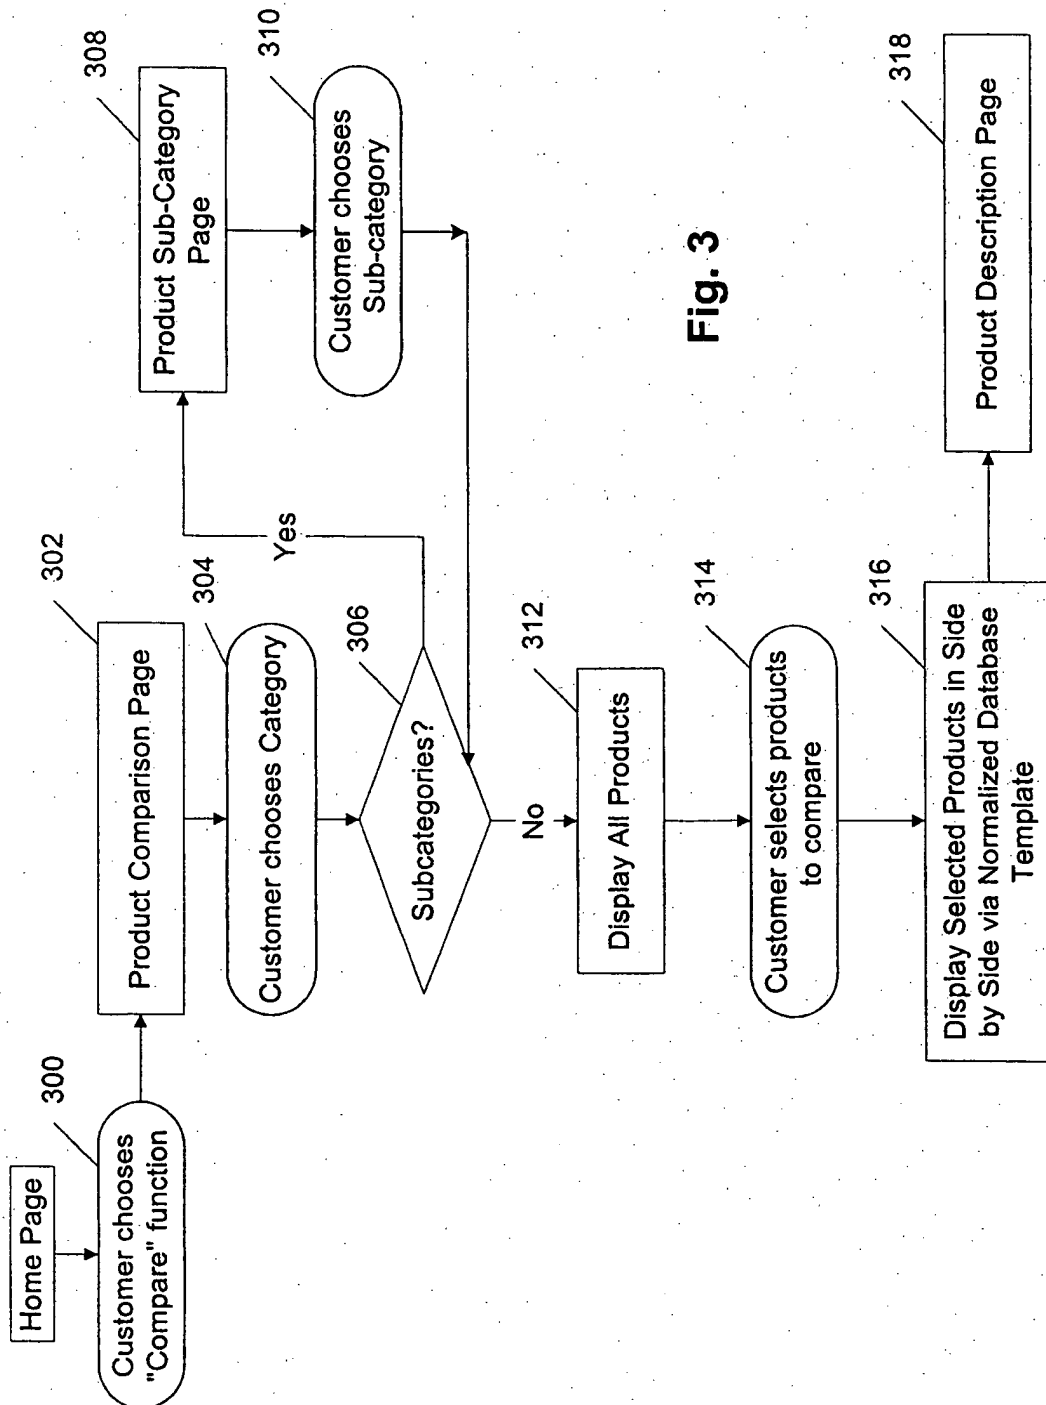 Home Page
300
Customer chooses
"Compare" function
302
Product Comparison Page
304
Customer chooses Category
306
Subcategories?
Yes
308
Product Sub-Category
Page
310
Customer chooses
Sub-category
No
312
Display All Products
314
Customer selects products
to compare
316
Display Selected Products in Side
by Side via Normalized Database
Template
318
Product Description Page
Fig. 3